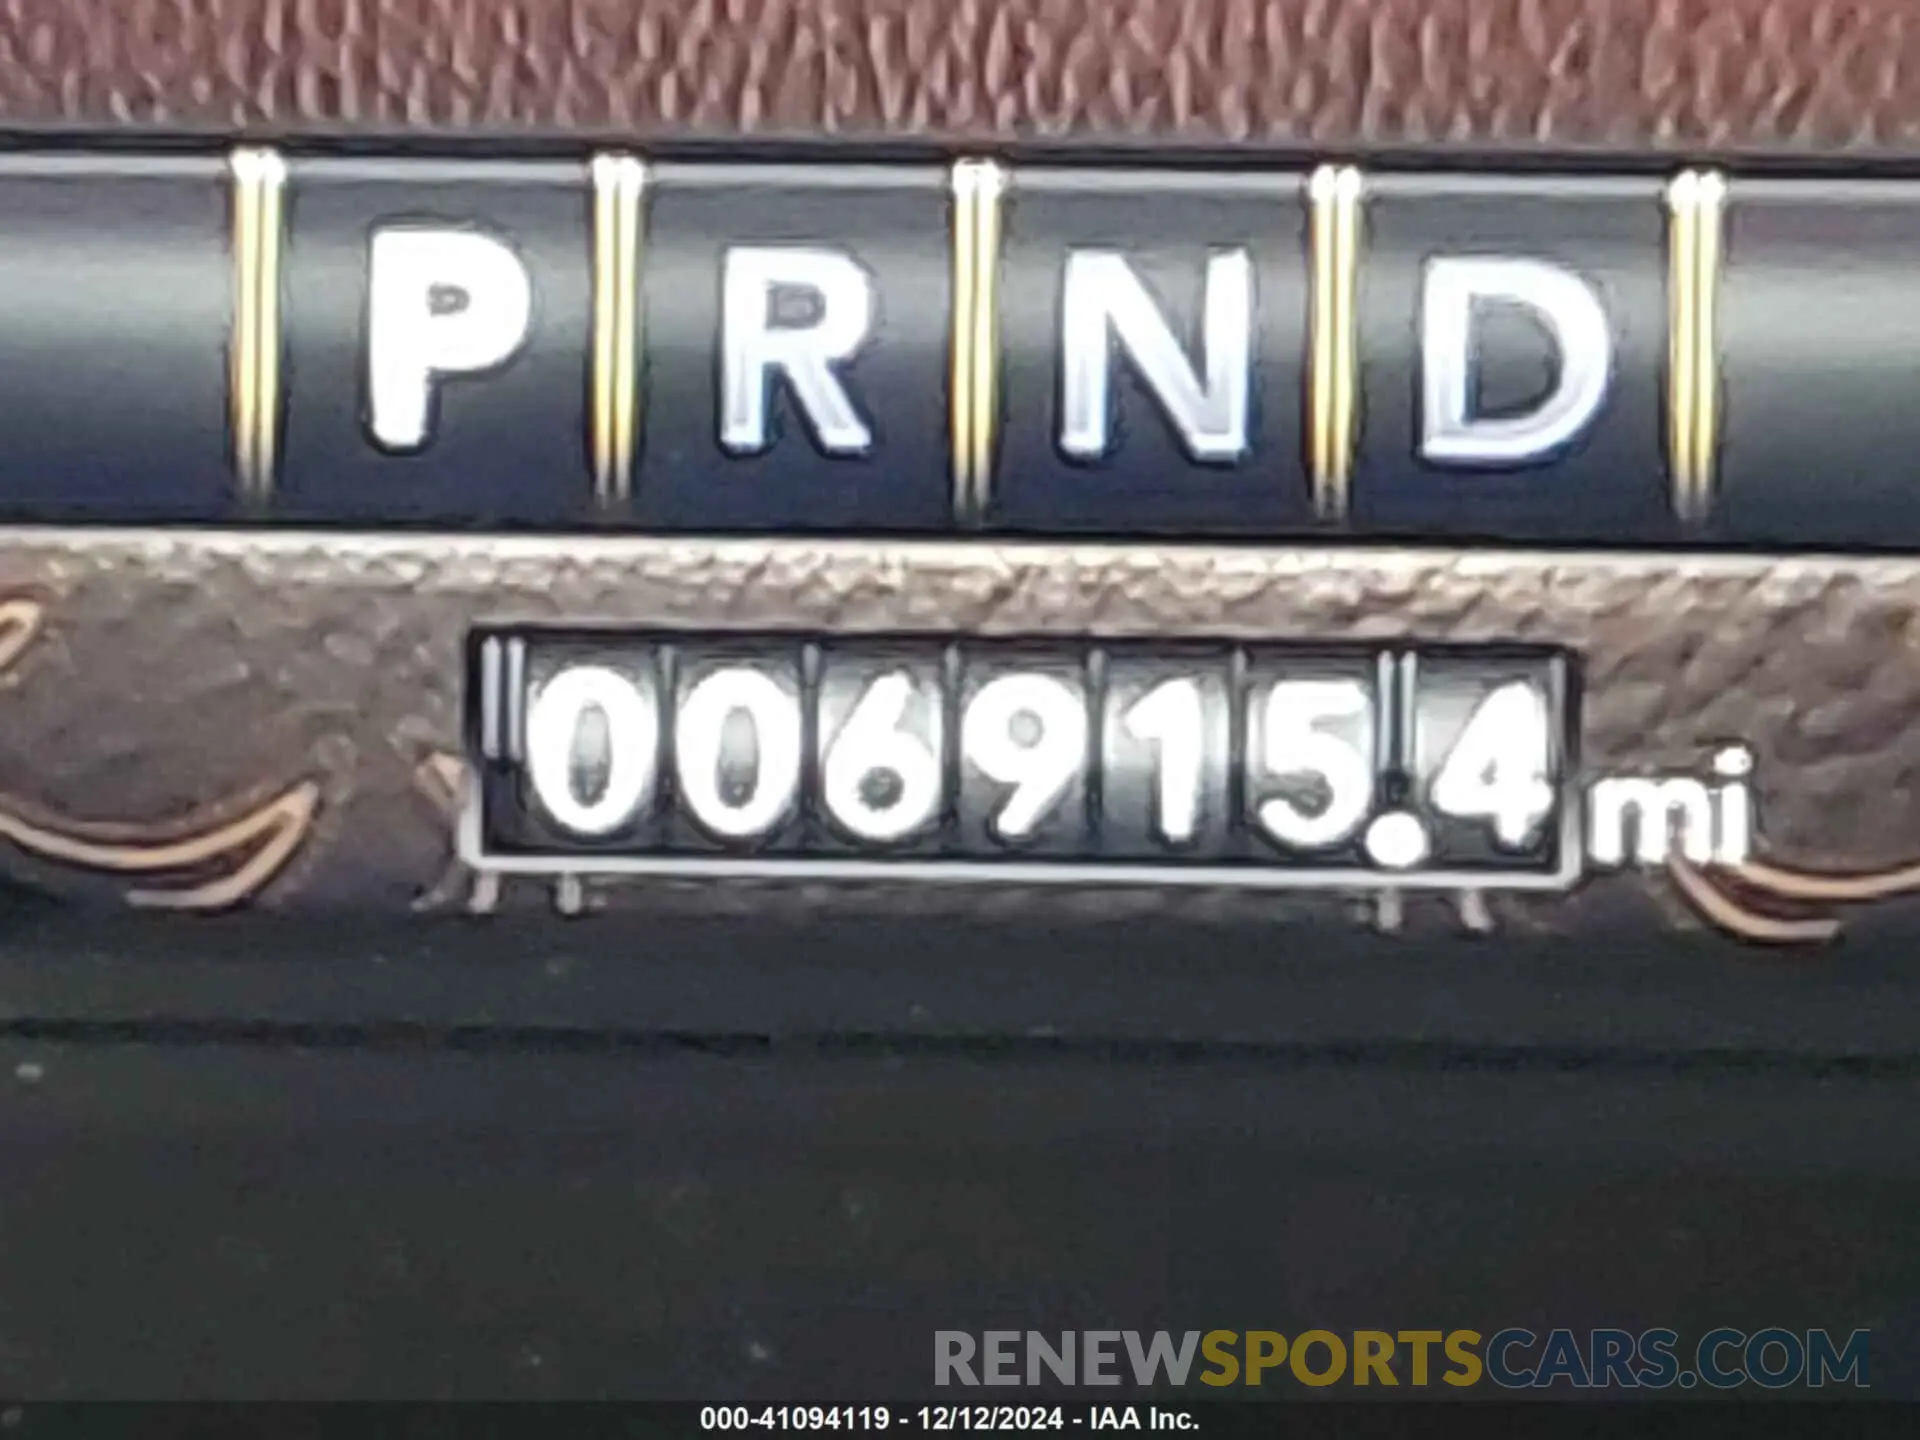 P R N D
006915.4 mi
RENEWSPORTSCARS.COM
000-41094119 - 12/12/2024 - IAA Inc.